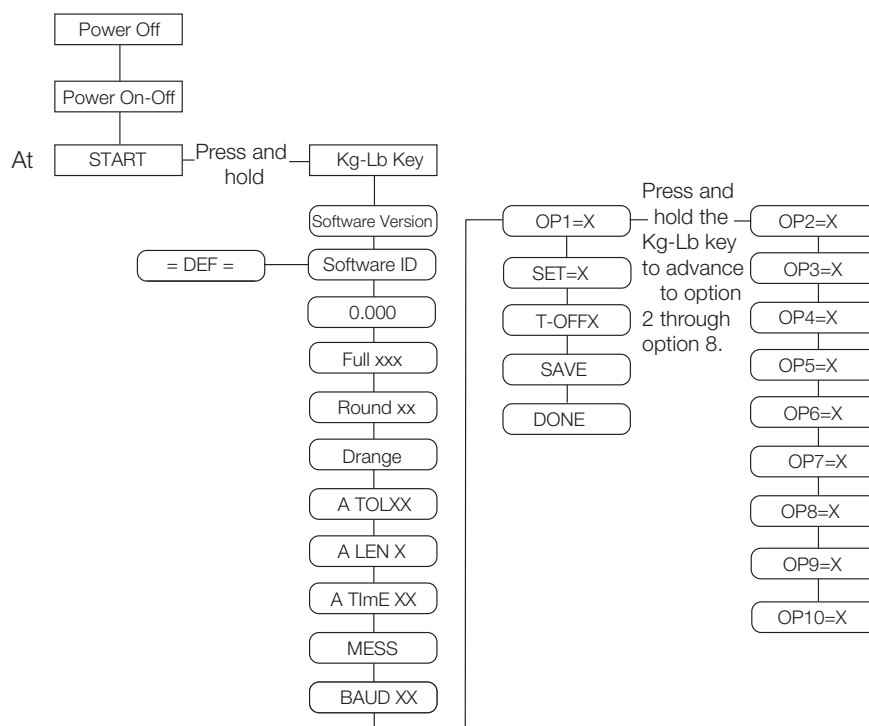 Power Off
Power On-Off
At
START
Press and
hold
Kg-Lb Key
Software Version
= DEF =
Software ID
0.000
Full xxx
Round xx
Drange
A TOLXX
A LEN X
A TImE XX
MESS
BAUD XX
OP1=X
SET=X
T-OFFX
SAVE
DONE
Press and
hold the
Kg-Lb key
to advance
to option
2 through
option 8.
OP2=X
OP3=X
OP4=X
OP5=X
OP6=X
OP7=X
OP8=X
OP9=X
OP10=X